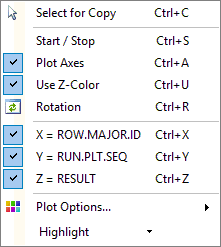 Select for Copy Ctrl+C
Start / Stop Ctrl+S
Plot Axes Ctrl+A
Use Z-Color Ctrl+U
Rotation Ctrl+R
X = ROW.MAJOR.ID Ctrl+X
Y = RUN.PLT.SEQ Ctrl+Y
Z = RESULT Ctrl+Z
Plot Options...
Highlight